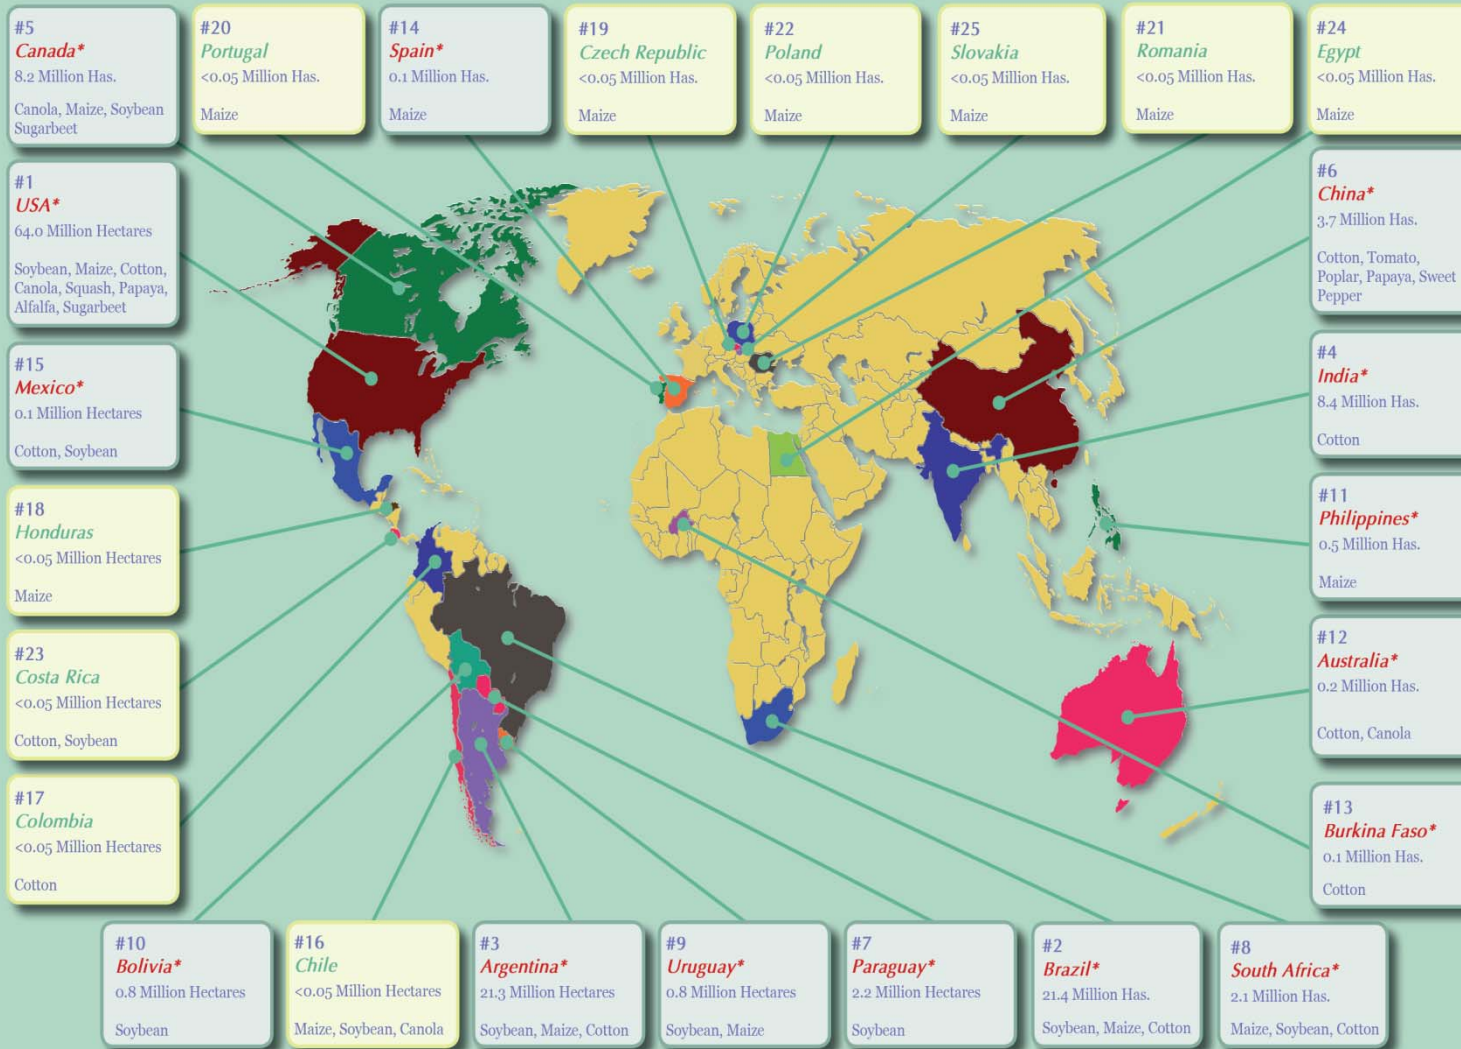 #5
Canada*
8.2 Million Has.
Canola, Maize, Soybean
Sugarbeet
#20
Portugal
<0.05 Million Has.
Maize
#14
Spain*
0.1 Million Has.
Maize
#19
Czech Republic
<0.05 Million Has.
Maize
#22
Poland
<0.05 Million Has.
Maize
#25
Slovakia
<0.05 Million Has.
Maize
#21
Romania
<0.05 Million Has.
Maize
#24
Egypt
<0.05 Million Has.
Maize
#1
USA*
64.0 Million Hectares
Soybean, Maize, Cotton,
Canola, Squash, Papaya,
Alfalfa, Sugarbeet
#6
China*
3.7 Million Has.
Cotton, Tomato,
Poplar, Papaya, Sweet
Pepper
#15
Mexico*
0.1 Million Hectares
Cotton, Soybean
#4
India*
8.4 Million Has.
Cotton
#18
Honduras
<0.05 Million Hectares
Maize
#11
Philippines*
0.5 Million Has.
Maize
#23
Costa Rica
<0.05 Million Hectares
Cotton, Soybean
#12
Australia*
0.2 Million Has.
Cotton, Canola
#17
Colombia
<0.05 Million Hectares
Cotton
#13
Burkina Faso*
0.1 Million Has.
Cotton
#10
Bolivia*
0.8 Million Hectares
Soybean
#16
Chile
<0.05 Million Hectares
Maize, Soybean, Canola
#3
Argentina*
21.3 Million Hectares
Soybean, Maize, Cotton
#9
Uruguay*
0.8 Million Hectares
Soybean, Maize
#7
Paraguay*
2.2 Million Hectares
Soybean
#2
Brazil*
21.4 Million Has.
Soybean, Maize, Cotton
#8
South Africa*
2.1 Million Has.
Maize, Soybean, Cotton